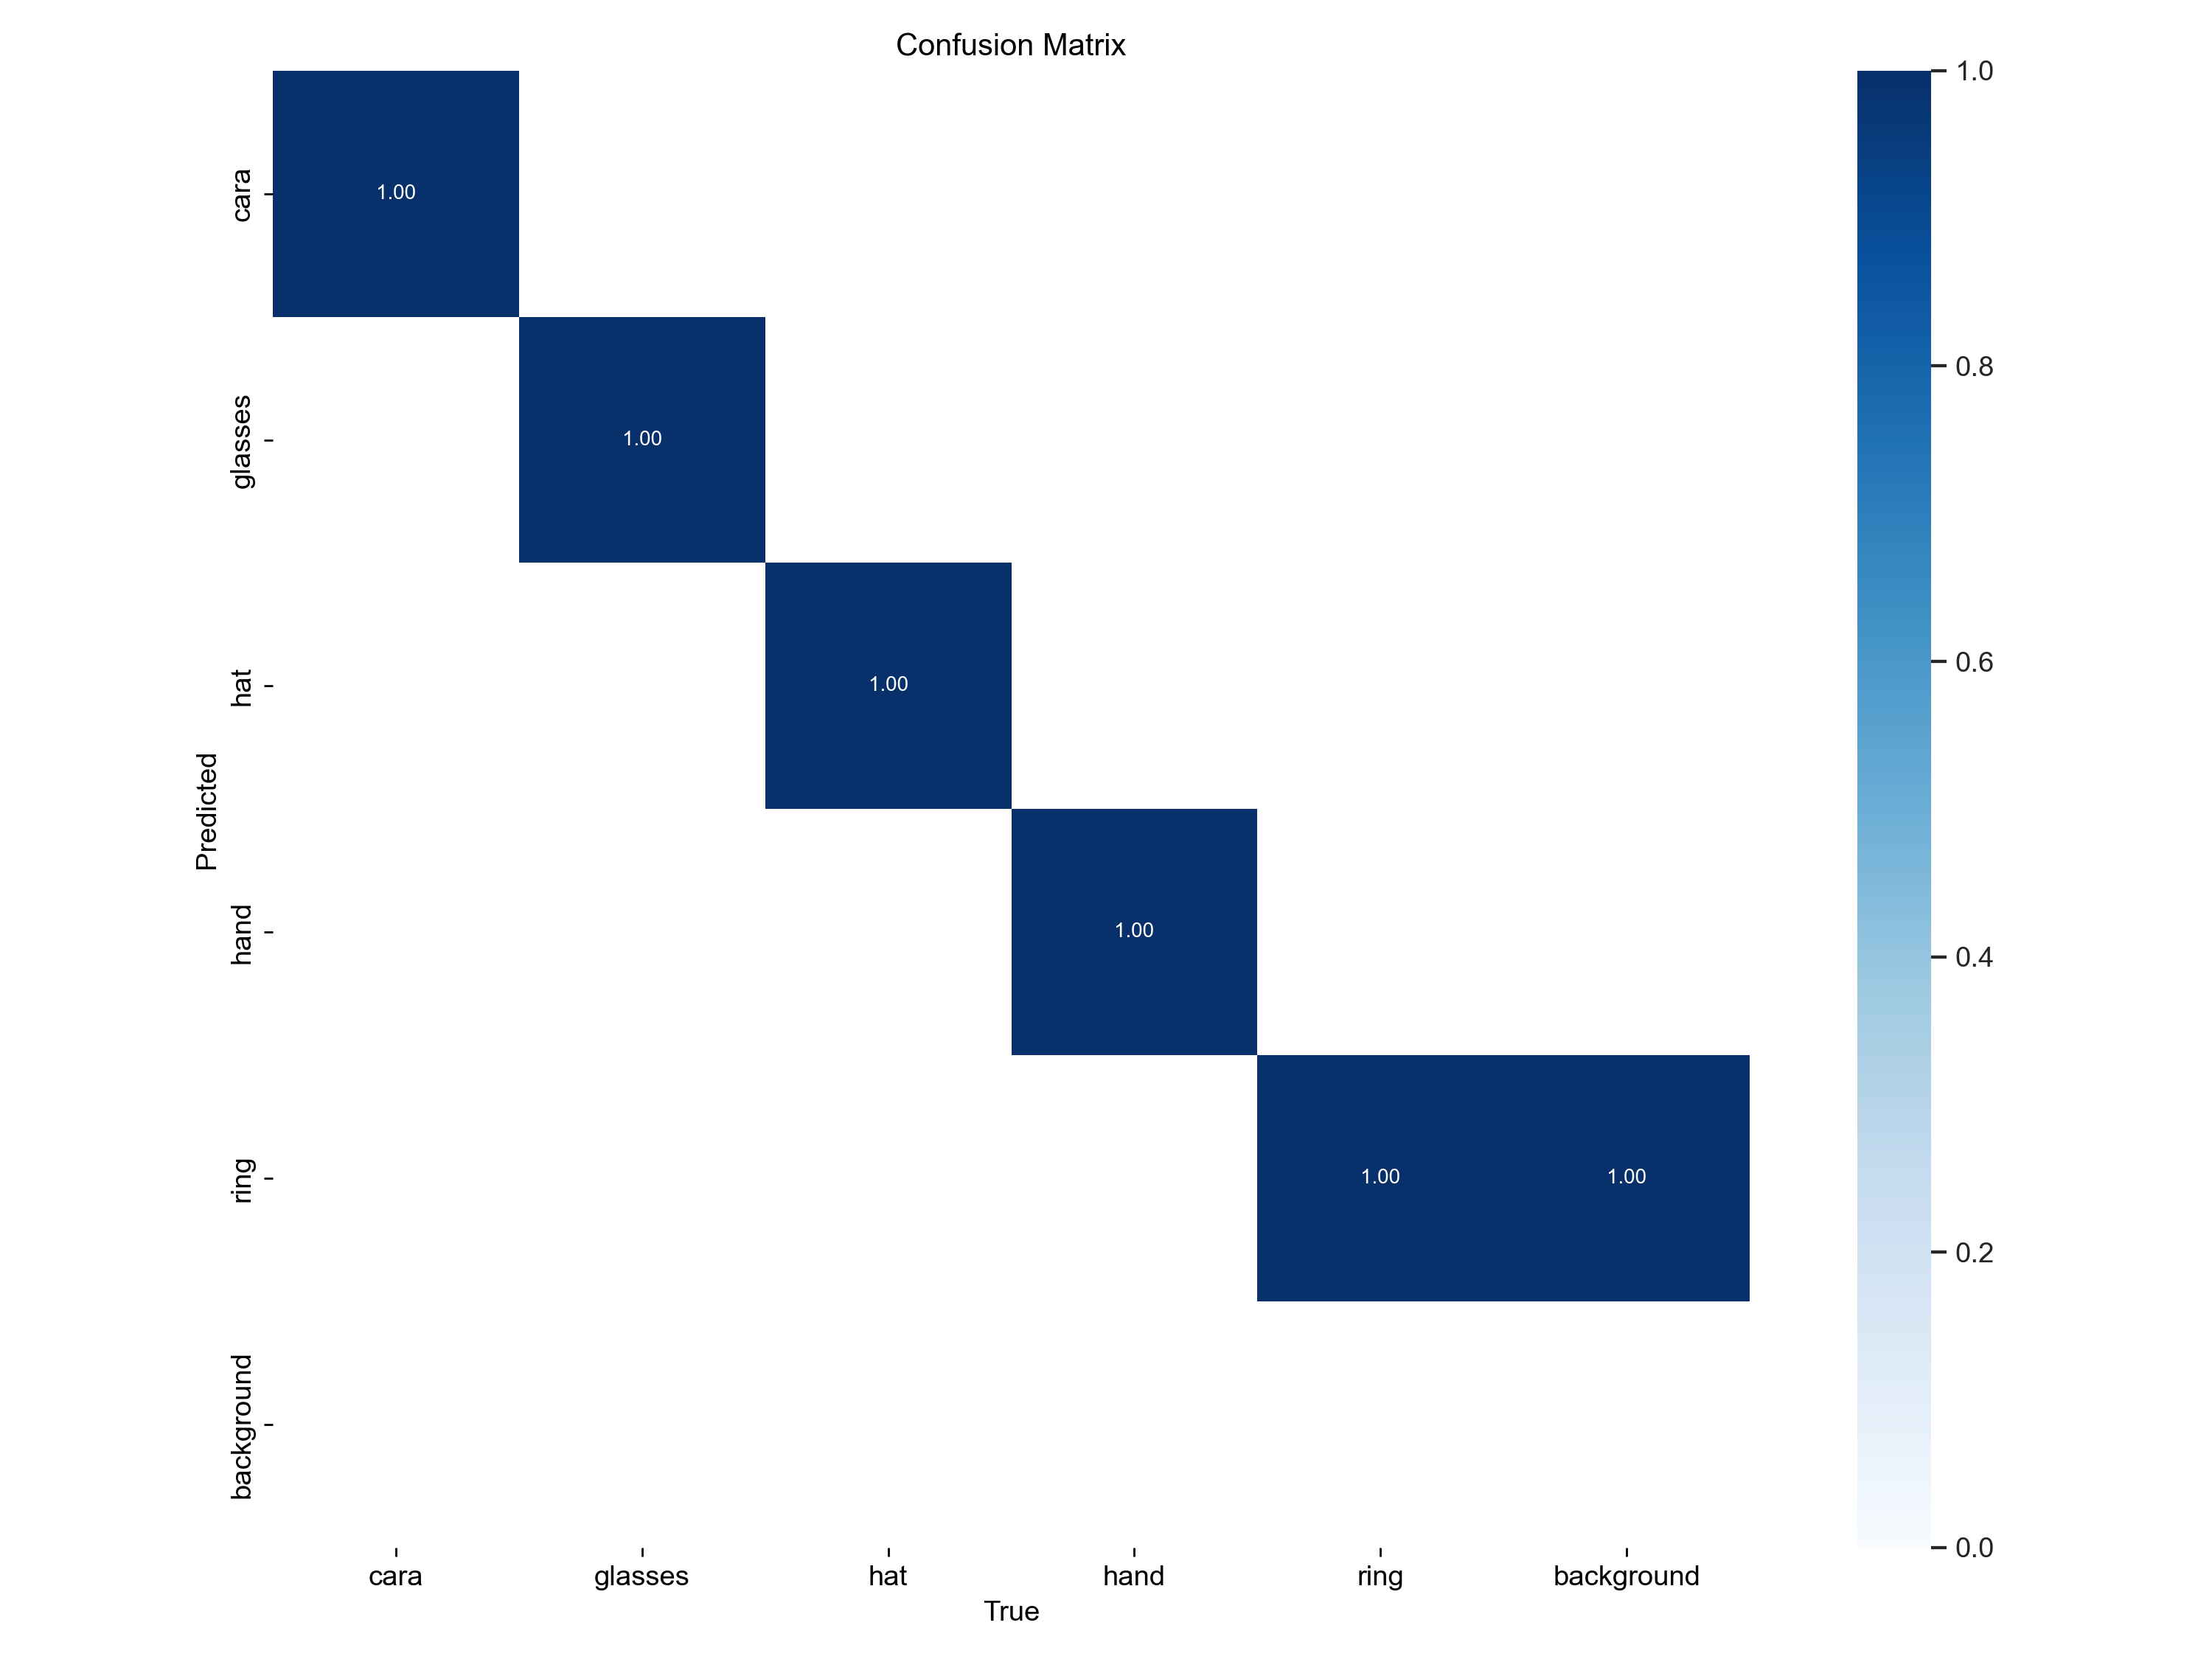 Confusion Matrix
1.0
cara
1.00
0.8
glasses
1.00
0.6
hat
1.00
Predicted
0.4
hand
1.00
ring
1.00 1.00
0.2
background
0.0
cara glasses hat hand ring background
True